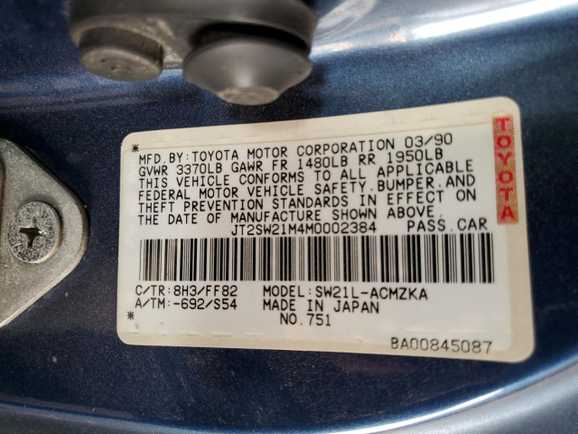 * MFD.BY:TOYOTA MOTOR CORPORATION 03/90
GVWR 3370LB GAWR FR 1480LB RR 1950LB
THIS VEHICLE CONFORMS TO ALL APPLICABLE
FEDERAL MOTOR VEHICLE SAFETY,BUMPER,AND
THEFT PREVENTION STANDARDS IN EFFECT ON
THE DATE OF MANUFACTURE SHOWN ABOVE.
JT2SW21M4M0002384 PASS.CAR
C/TR:8H3/FF82 MODEL:SW21L-ACMZKA
A/TM:-692/S54 MADE IN JAPAN
* NO.751
BA00845087
TOYOTA